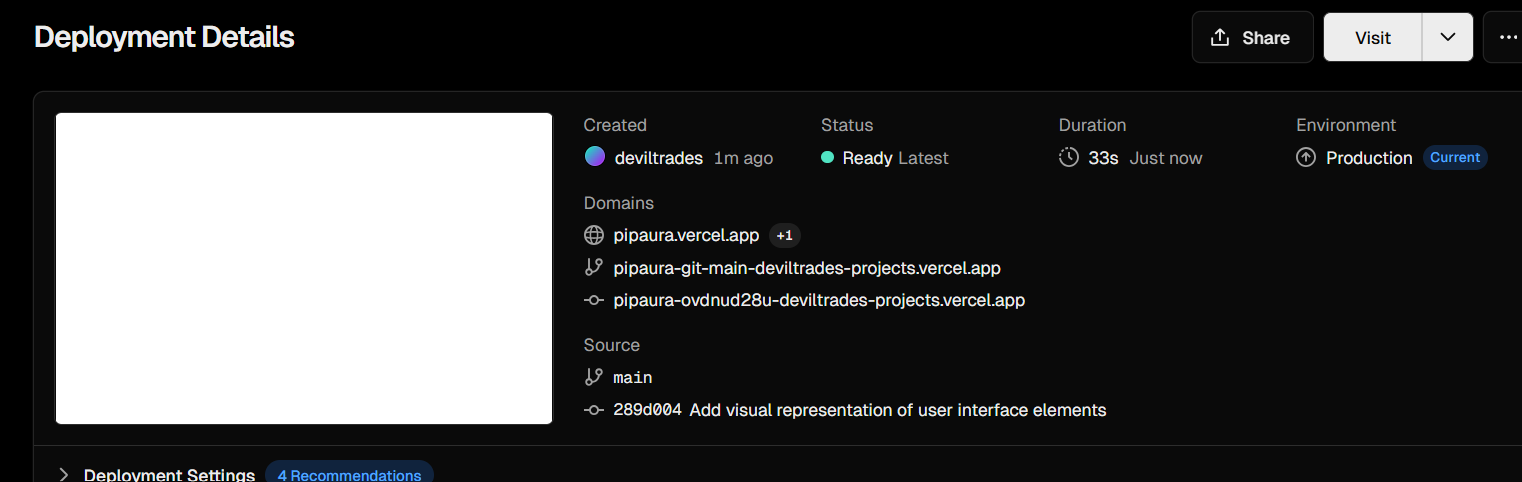 Deployment Details
Share
Visit
Created
deviltrades 1m ago
Status
Ready Latest
Duration
33s Just now
Environment
Production Current
Domains
pipaura.vercel.app +1
pipaura-git-main-deviltrades-projects.vercel.app
pipaura-ovdnud28u-deviltrades-projects.vercel.app
Source
main
289d004 Add visual representation of user interface elements
Deployment Settings 4 Recommendations